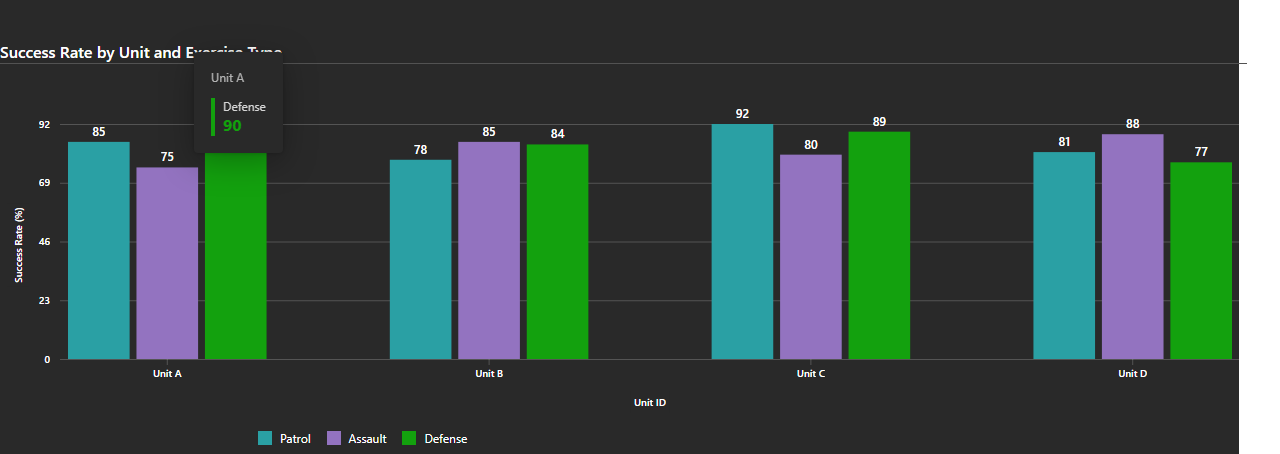 Success Rate by Unit and Exercise Type
Unit A
Defense
90
92
69
46
23
0
Success Rate (%)
85
75
78
85
84
92
80
89
81
88
77
Unit A
Unit B
Unit C
Unit D
Unit ID
Patrol
Assault
Defense